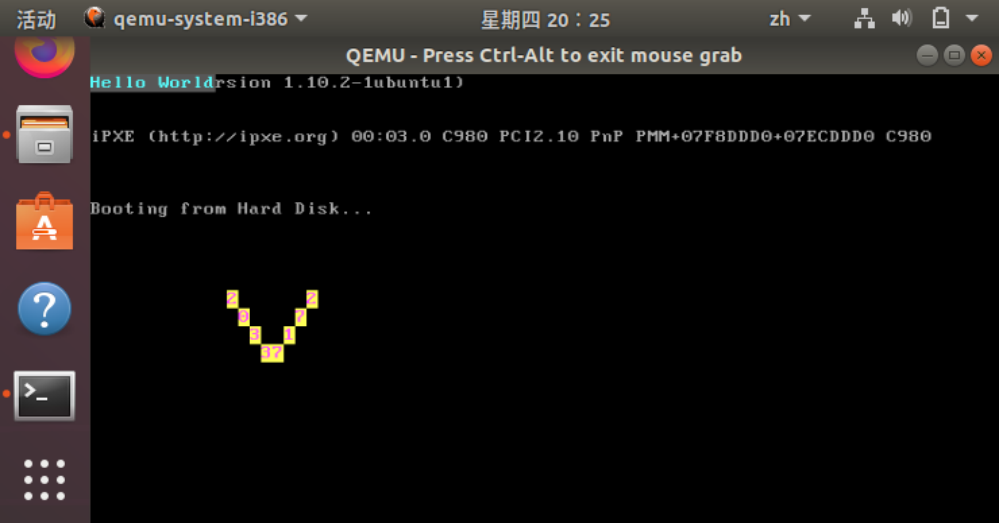 活动 qemu-system-i386 星期四 20：25 zh
QEMU - Press Ctrl-Alt to exit mouse grab
Hello Worldrsion 1.10.2-1ubuntu1)
iPXE (http://ipxe.org) 00:03.0 C980 PCI2.10 PnP PMM+07F8DDD0+07ECDDD0 C980
Booting from Hard Disk...
2 2
0 7
3 1
37